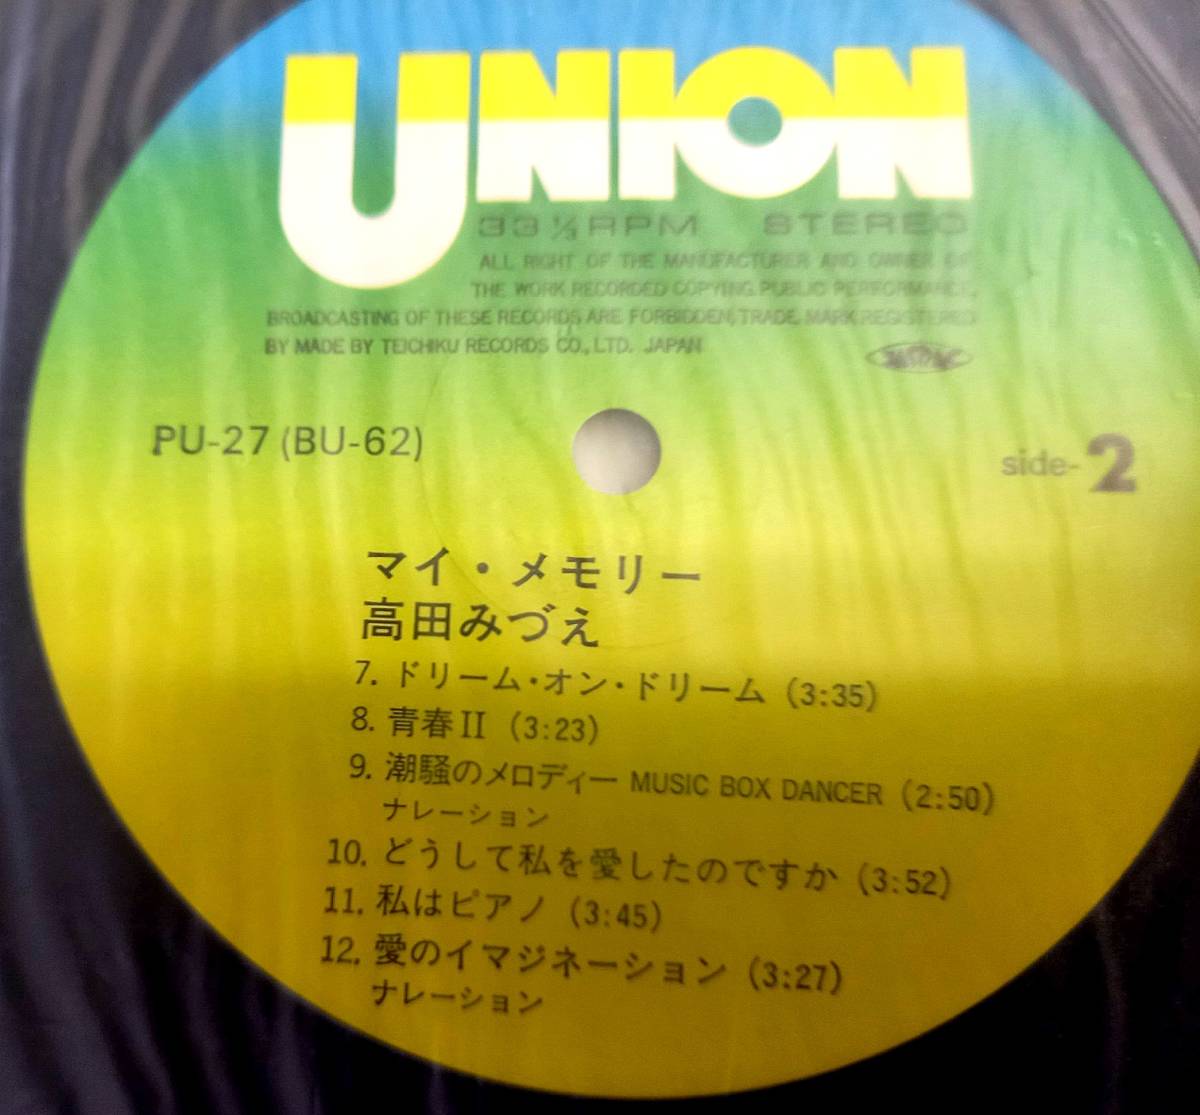 UNION
33 1/3 RPM STEREO
ALL RIGHT OF THE MANUFACTURER AND OWNER OF
THE WORK RECORDED COPYING, PUBLIC PERFORMANCE,
BROADCASTING OF THESE RECORDS ARE FORBIDDEN, TRADE MARK REGISTERED
BY MADE BY TEICHIKU RECORDS CO., LTD. JAPAN
JASRAC
PU-27 (BU-62)
side-2
マイ・メモリー
高田みづえ
7. ドリーム・オン・ドリーム (3:35)
8. 青春II (3:23)
9. 潮騒のメロディー MUSIC BOX DANCER (2:50)
ナレーション
10. どうして私を愛したのですか (3:52)
11. 私はピアノ (3:45)
12. 愛のイマジネーション (3:27)
ナレーション